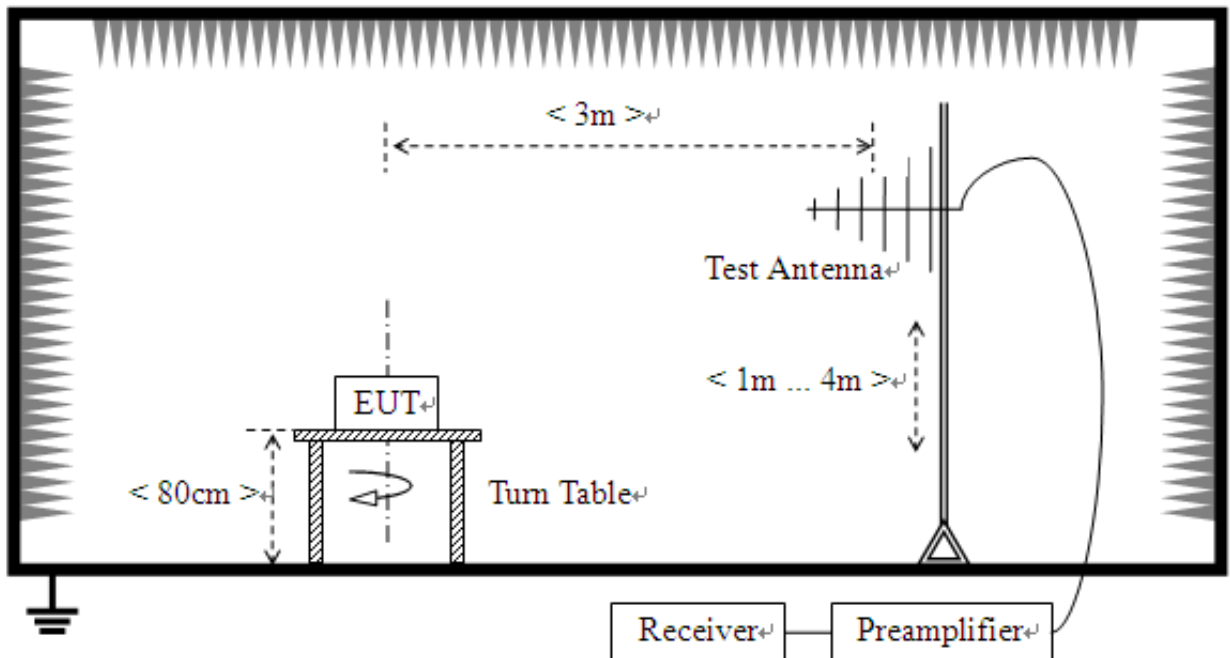 < 3m >↵
Test Antenna↵
< 1m ... 4m >↵
EUT↵
< 80cm >↵
Turn Table↵
Receiver↵
Preamplifier↵